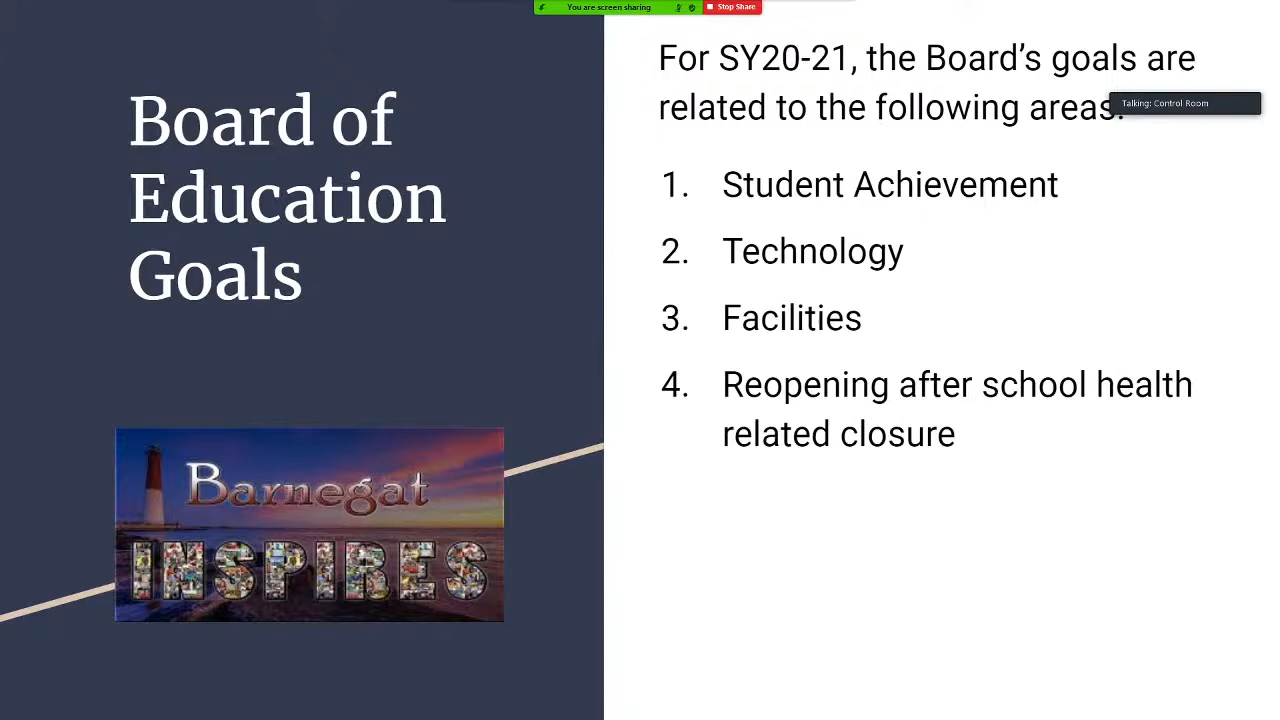 You are screen sharing
Stop Share
Board of
Education
Goals
Barnegat
INSPIRES
For SY20-21, the Board’s goals are
related to the following areas:
Talking: Control Room
1. Student Achievement
2. Technology
3. Facilities
4. Reopening after school health
related closure